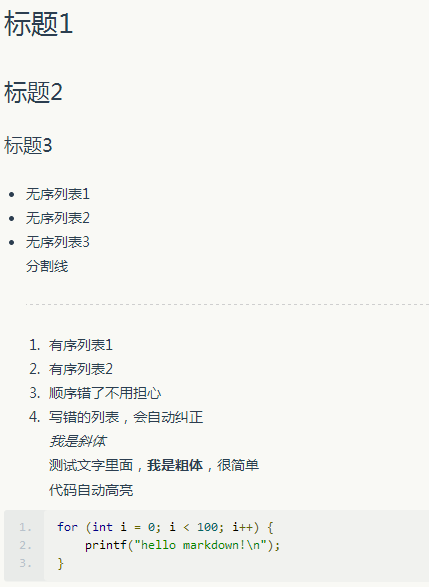 标题1
标题2
标题3
• 无序列表1
• 无序列表2
• 无序列表3
分割线
1. 有序列表1
2. 有序列表2
3. 顺序错了不用担心
4. 写错的列表，会自动纠正
我是斜体
测试文字里面，我是粗体，很简单
代码自动高亮
1. for (int i = 0; i < 100; i++) {
2.     printf("hello markdown!\n");
3. }